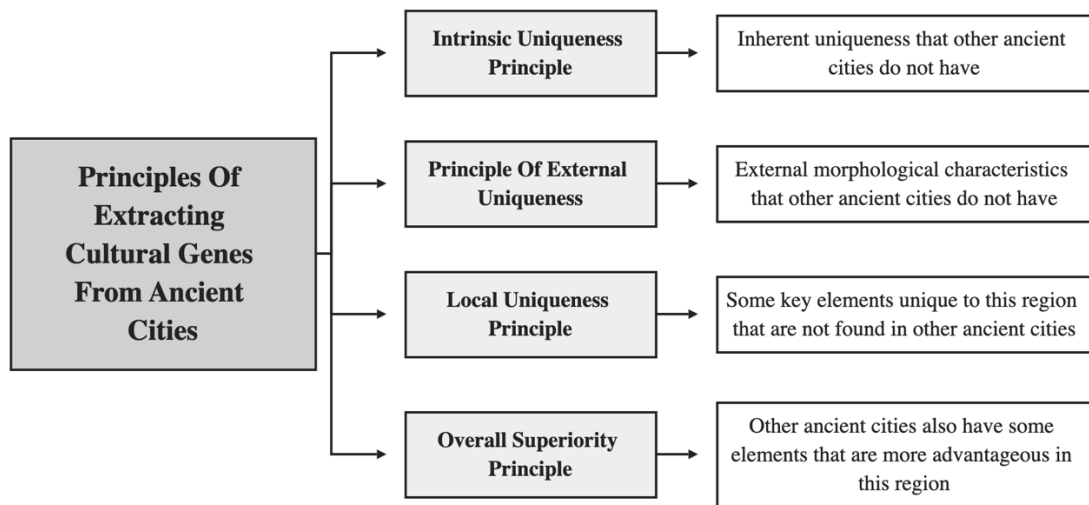 Principles Of
Extracting
Cultural Genes
From Ancient
Cities
Intrinsic Uniqueness
Principle
Inherent uniqueness that other ancient
cities do not have
Principle Of External
Uniqueness
External morphological characteristics
that other ancient cities do not have
Local Uniqueness
Principle
Some key elements unique to this region
that are not found in other ancient cities
Overall Superiority
Principle
Other ancient cities also have some
elements that are more advantageous in
this region